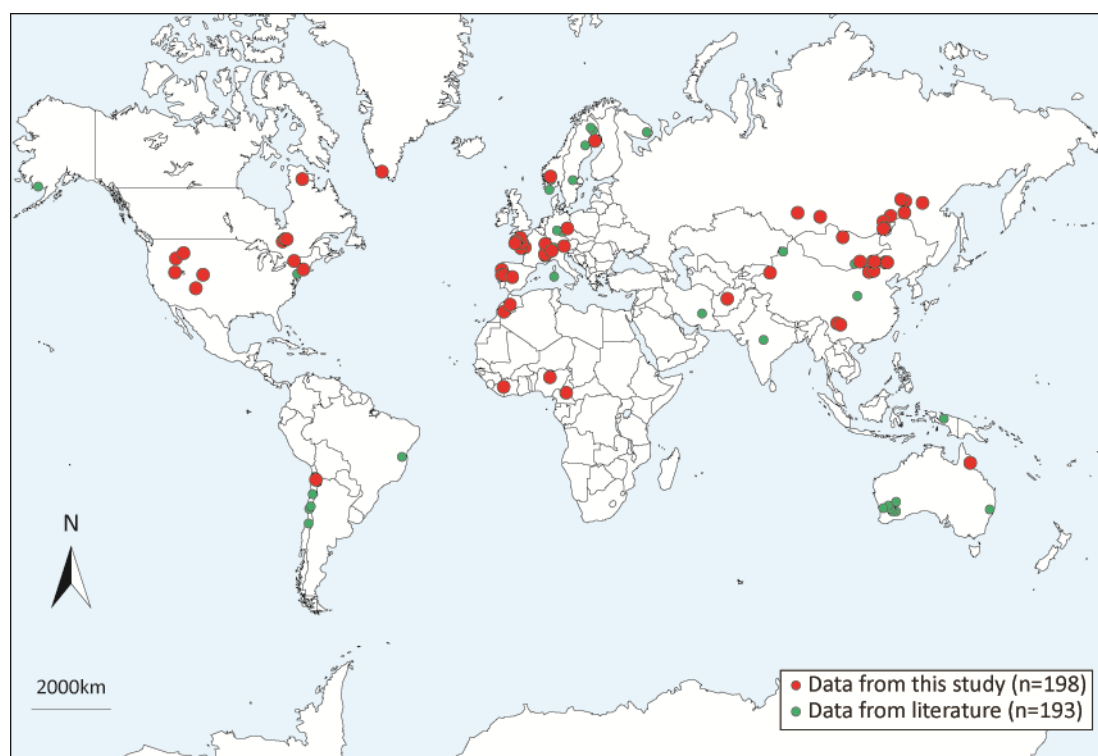 N
2000km
Data from this study (n=198)
Data from literature (n=193)